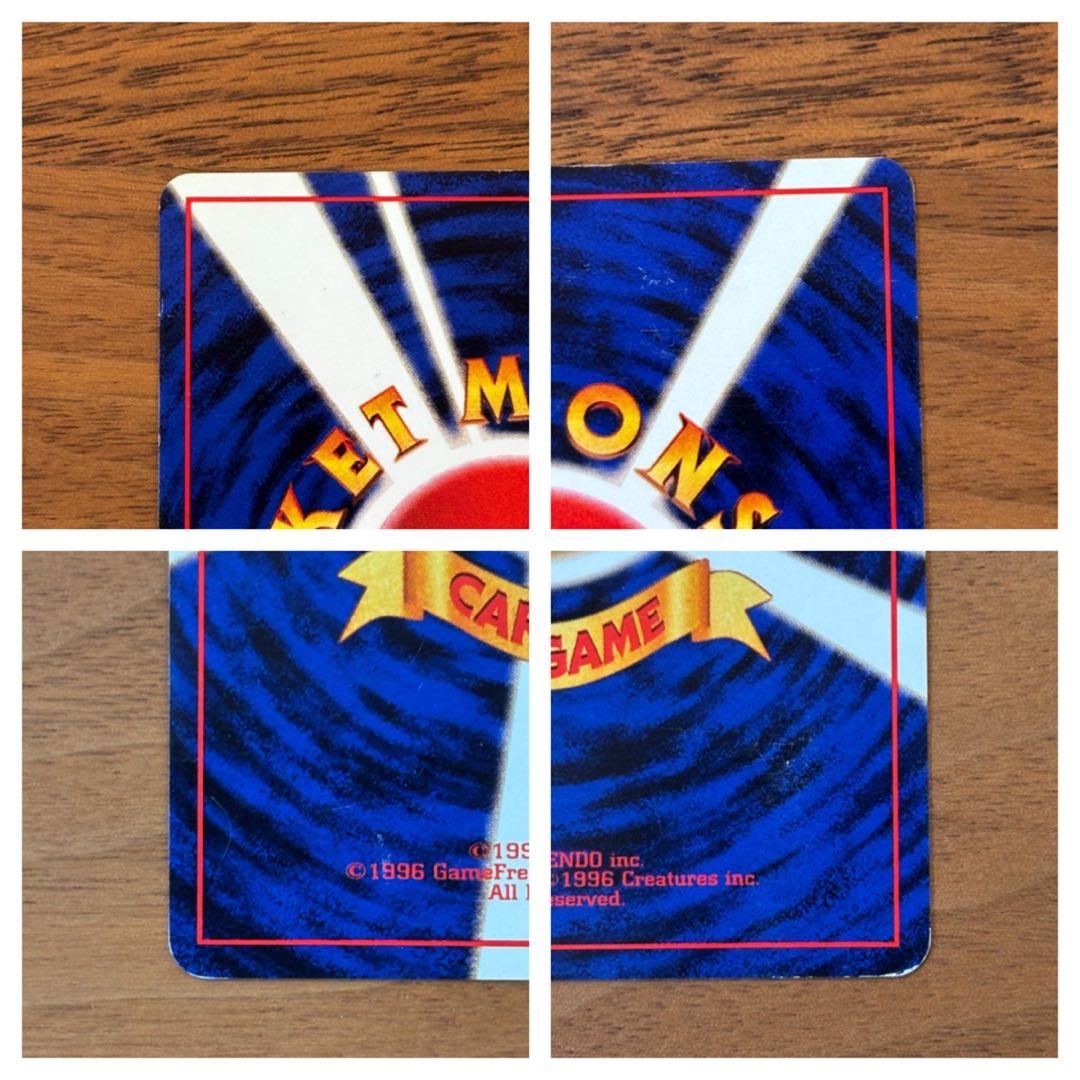 KET M
ONS
CAR
GAME
©199
©1996 GameFre
All
ENDO inc.
©1996 Creatures inc.
eserved.